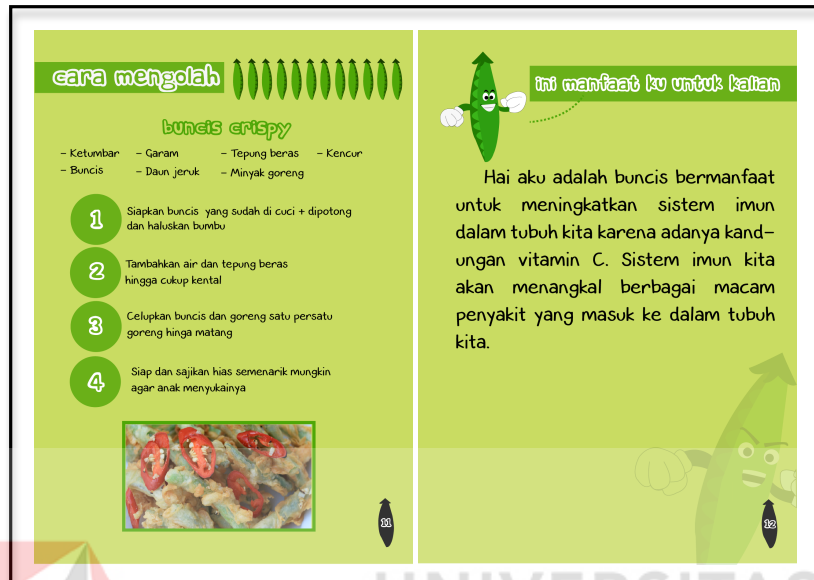 cara mengolah
buncis crispy
- Ketumbar - Garam - Tepung beras - Kencur
- Buncis - Daun jeruk - Minyak goreng
1 Siapkan buncis yang sudah di cuci + dipotong
dan haluskan bumbu
2 Tambahkan air dan tepung beras
hingga cukup kental
3 Celupkan buncis dan goreng satu persatu
goreng hinga matang
4 Siap dan sajikan hias semenarik mungkin
agar anak menyukainya
11
ini manfaat ku untuk kalian
Hai aku adalah buncis bermanfaat
untuk meningkatkan sistem imun
dalam tubuh kita karena adanya kand-
ungan vitamin C. Sistem imun kita
akan menangkal berbagai macam
penyakit yang masuk ke dalam tubuh
kita.
12
UNIVERSITAS